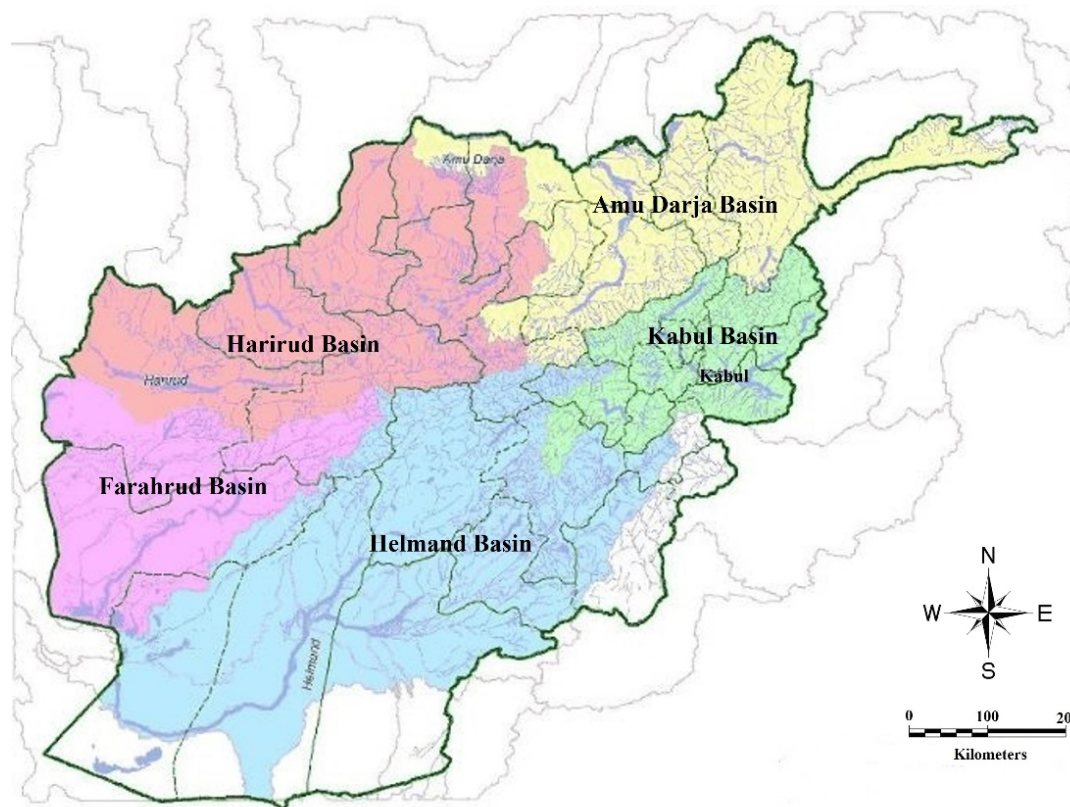 Amu Darja
Amu Darja Basin
Kabul Basin
Harirud Basin
Kabul
Harirud
Farahrud Basin
Helmand Basin
Helmund
N
W E
S
0 100 20
Kilometers